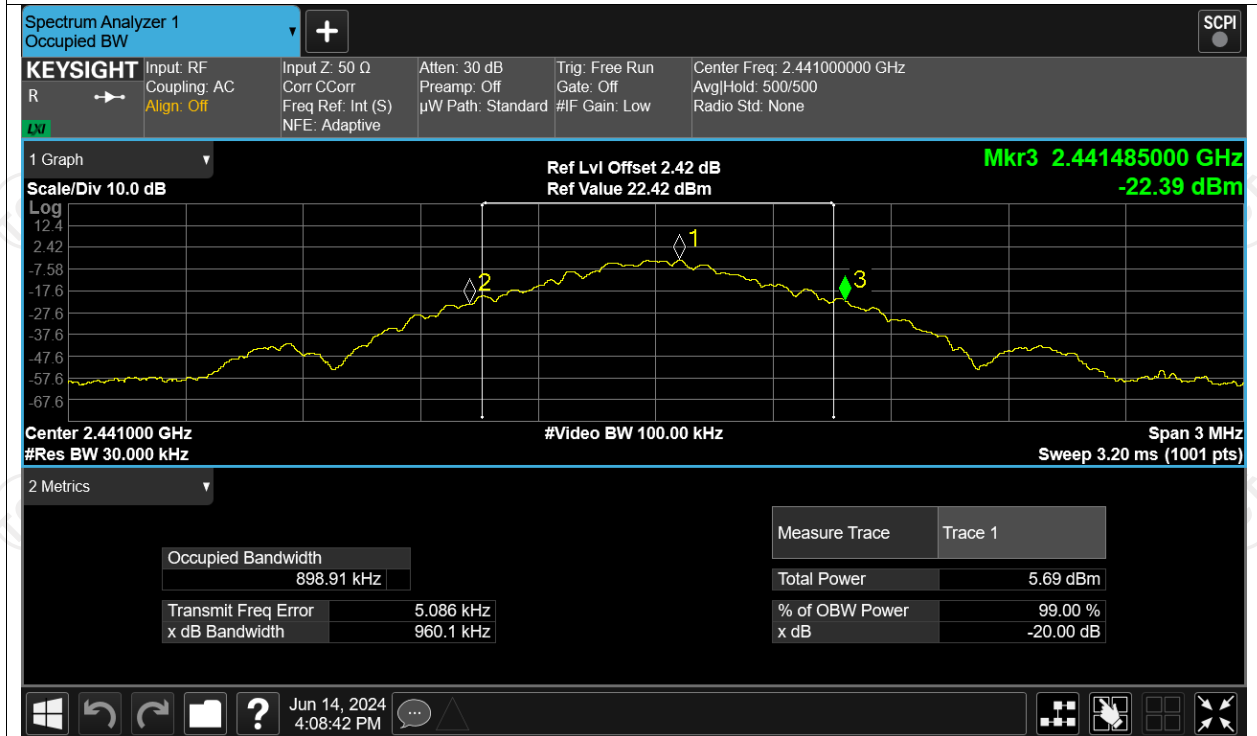 Spectrum Analyzer 1
Occupied BW
▼
+
SCPI
KEYSIGHT
R
LXI
Input: RF
Coupling: AC
Align: Off
Input Z: 50 Ω
Corr CCorr
Freq Ref: Int (S)
NFE: Adaptive
Atten: 30 dB
Preamp: Off
µW Path: Standard
Trig: Free Run
Gate: Off
#IF Gain: Low
Center Freq: 2.441000000 GHz
Avg|Hold: 500/500
Radio Std: None
1 Graph
Scale/Div 10.0 dB
Ref Lvl Offset 2.42 dB
Ref Value 22.42 dBm
Mkr3 2.441485000 GHz
-22.39 dBm
Log
12.4
2.42
-7.58
-17.6
-27.6
-37.6
-47.6
-57.6
-67.6
1
2
3
Center 2.441000 GHz
#Res BW 30.000 kHz
#Video BW 100.00 kHz
Span 3 MHz
Sweep 3.20 ms (1001 pts)
2 Metrics
Occupied Bandwidth
898.91 kHz
Transmit Freq Error 5.086 kHz
x dB Bandwidth 960.1 kHz
Measure Trace Trace 1
Total Power 5.69 dBm
% of OBW Power 99.00 %
x dB -20.00 dB
?
Jun 14, 2024
4:08:42 PM